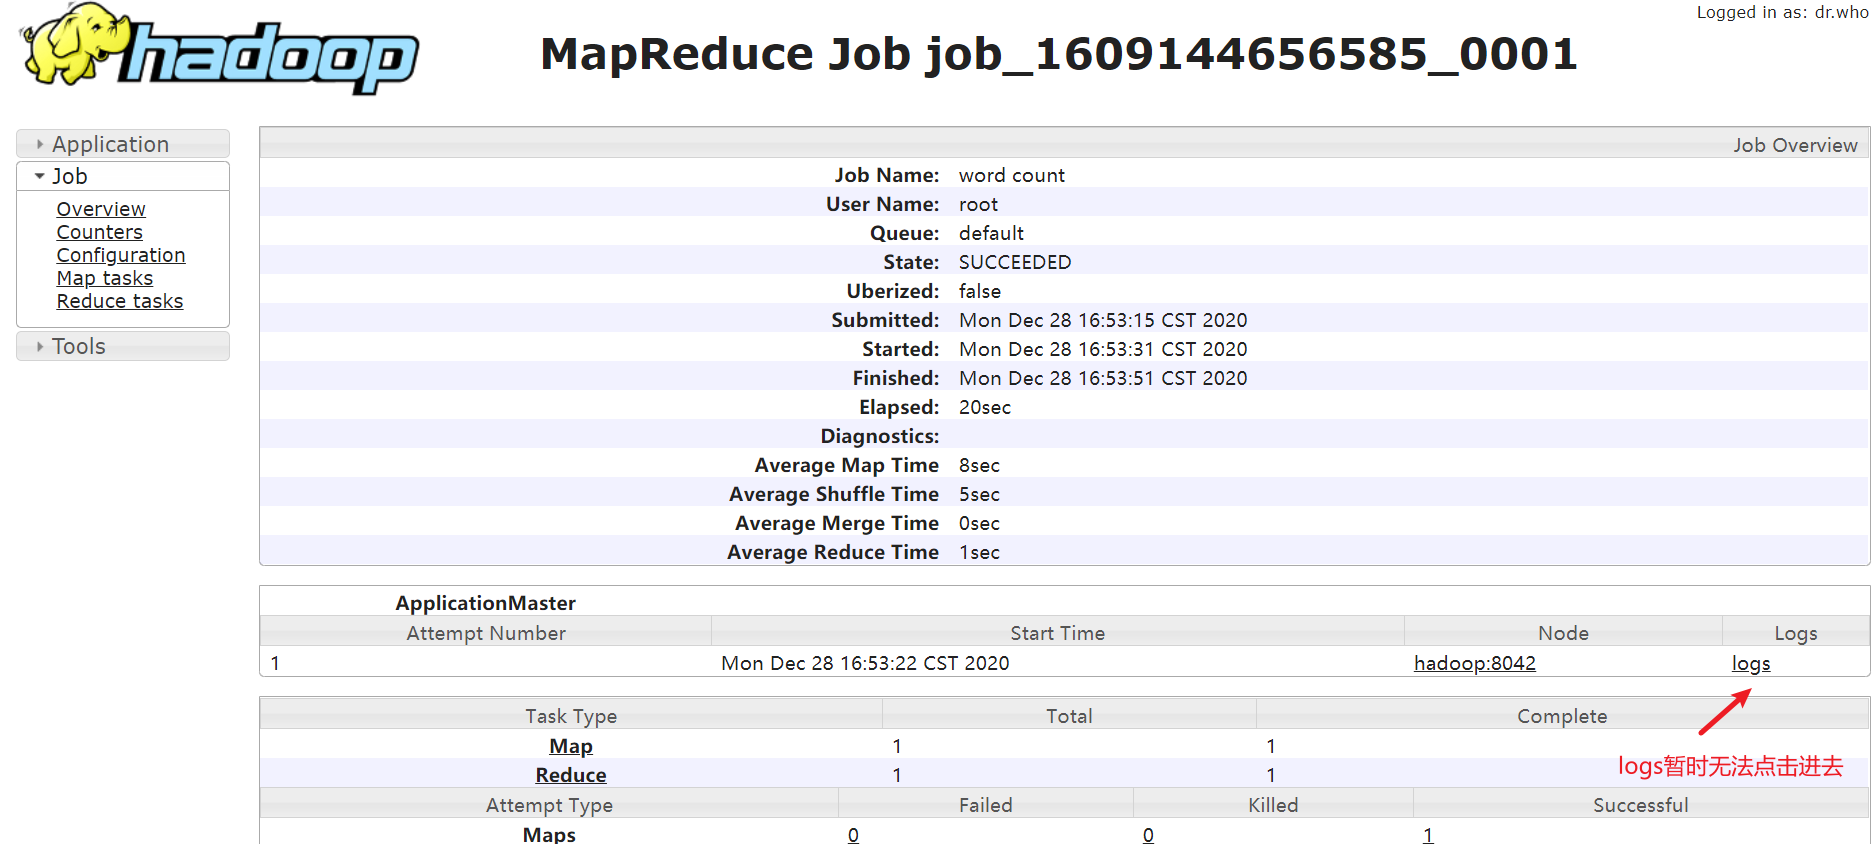 Logged in as: dr.who
hadoop
MapReduce Job job_1609144656585_0001
Application
Job
Overview
Counters
Configuration
Map tasks
Reduce tasks
Tools
Job Overview
Job Name: word count
User Name: root
Queue: default
State: SUCCEEDED
Uberized: false
Submitted: Mon Dec 28 16:53:15 CST 2020
Started: Mon Dec 28 16:53:31 CST 2020
Finished: Mon Dec 28 16:53:51 CST 2020
Elapsed: 20sec
Diagnostics:
Average Map Time 8sec
Average Shuffle Time 5sec
Average Merge Time 0sec
Average Reduce Time 1sec
ApplicationMaster
Attempt Number Start Time Node Logs
1 Mon Dec 28 16:53:22 CST 2020 hadoop:8042 logs
Task Type Total Complete
Map 1 1
Reduce 1 1
logs暂时无法点击进去
Attempt Type Failed Killed Successful
Maps 0 0 1